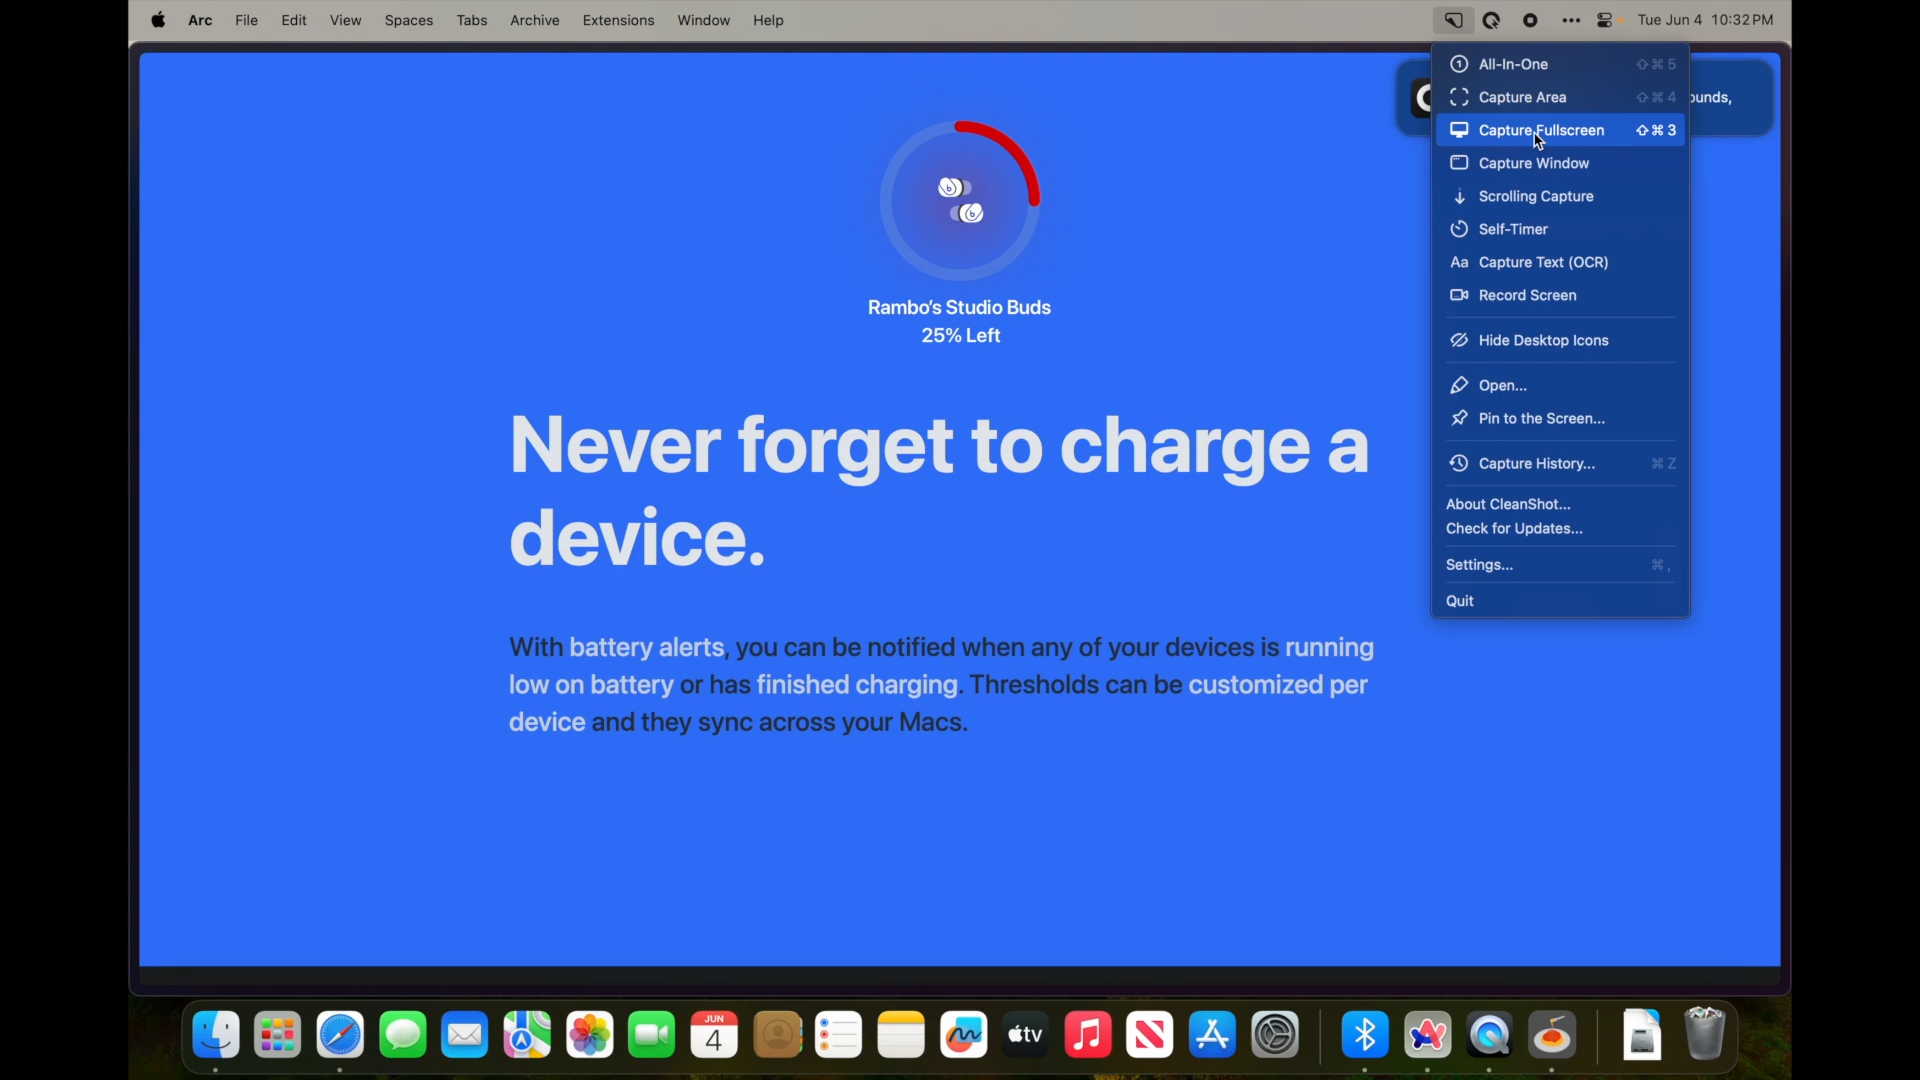 Arc File Edit View Spaces Tabs Archive Extensions Window Help Tue Jun 4 10:32 PM
All-In-One ⇧⌘5
Capture Area ⇧⌘4
ounds,
Capture Fullscreen ⇧⌘3
Capture Window
Scrolling Capture
Self-Timer
Aa Capture Text (OCR)
Record Screen
Hide Desktop Icons
Open...
Pin to the Screen...
Capture History... ⌘Z
About CleanShot...
Check for Updates...
Settings... ⌘,
Quit
Rambo's Studio Buds
25% Left
Never forget to charge a
device.
With battery alerts, you can be notified when any of your devices is running
low on battery or has finished charging. Thresholds can be customized per
device and they sync across your Macs.
JUN
4
tv